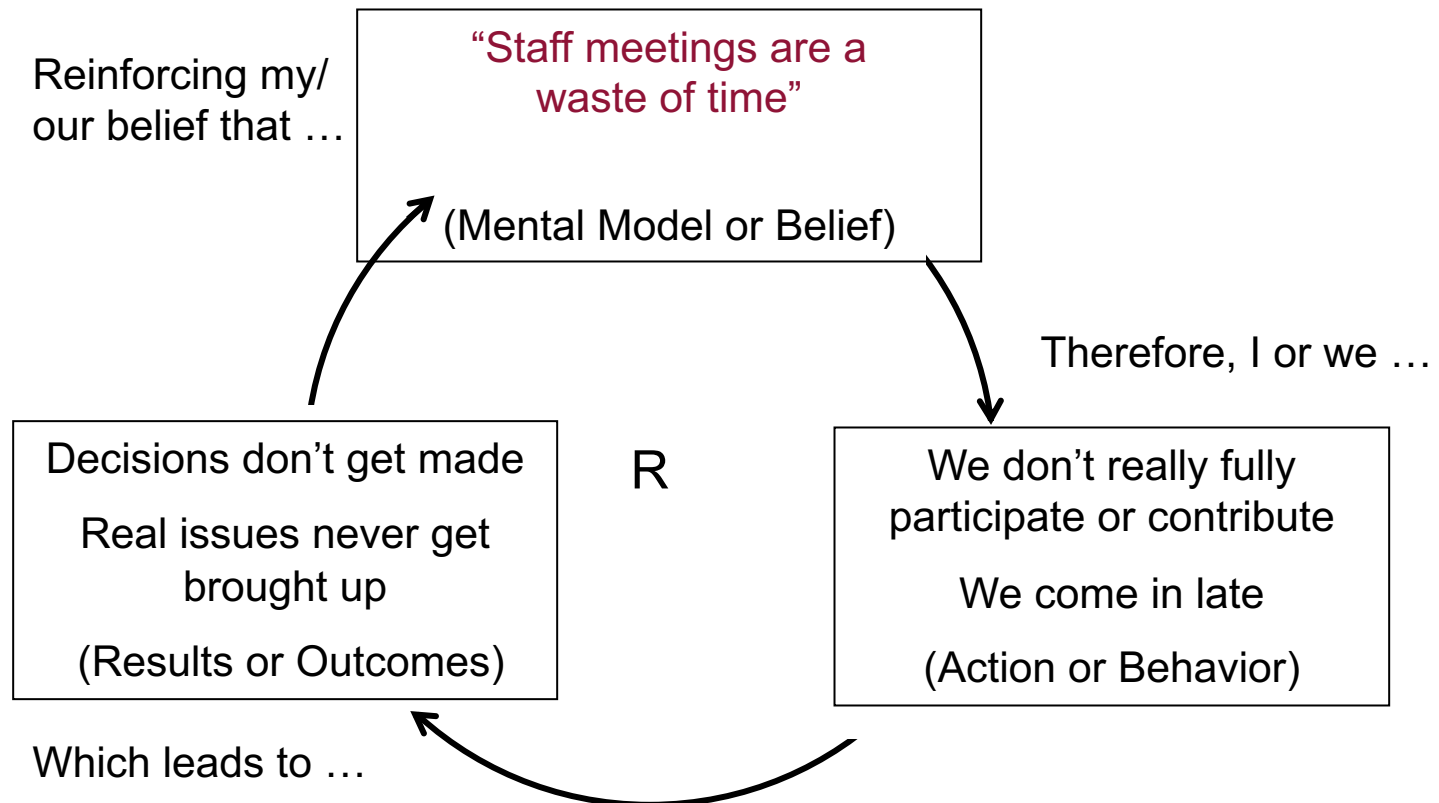 Reinforcing my/
our belief that …
“Staff meetings are a
waste of time”
(Mental Model or Belief)
Therefore, I or we …
We don’t really fully
participate or contribute
We come in late
(Action or Behavior)
R
Decisions don’t get made
Real issues never get
brought up
(Results or Outcomes)
Which leads to …